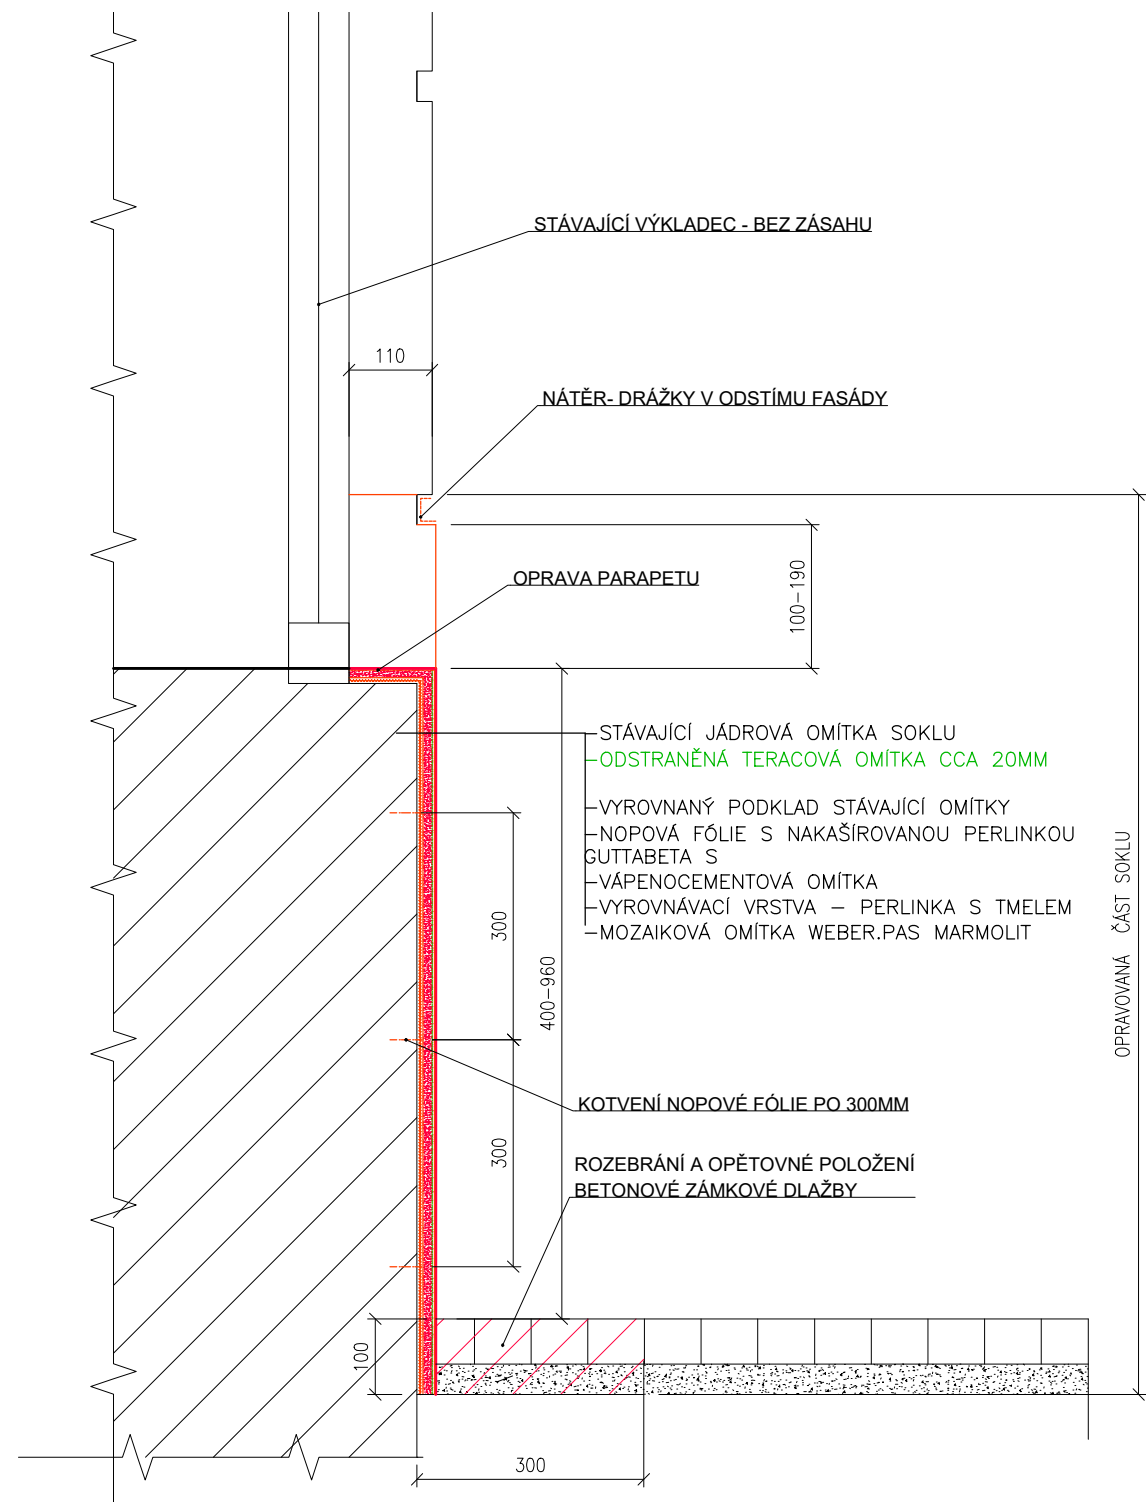 STÁVAJÍCÍ VÝKLADEC - BEZ ZÁSAHU
110
NÁTĚR- DRÁŽKY V ODSTÍMU FASÁDY
100-190
OPRAVA PARAPETU
STÁVAJÍCÍ JÁDROVÁ OMÍTKA SOKLU
ODSTRANĚNÁ TERACOVÁ OMÍTKA CCA 20MM
VYROVNANÝ PODKLAD STÁVAJÍCÍ OMÍTKY
NOPOVÁ FÓLIE S NAKAŠÍROVANOU PERLINKOU
GUTTABETA S
VÁPENOCEMENTOVÁ OMÍTKA
VYROVNÁVACÍ VRSTVA – PERLINKA S TMELEM
MOZAIKOVÁ OMÍTKA WEBER.PAS MARMOLIT
OPRAVOVANÁ ČÁST SOKLU
300
400-960
KOTVENÍ NOPOVÉ FÓLIE PO 300MM
300
ROZEBRÁNÍ A OPĚTOVNÉ POLOŽENÍ
BETONOVÉ ZÁMKOVÉ DLAŽBY
100
300